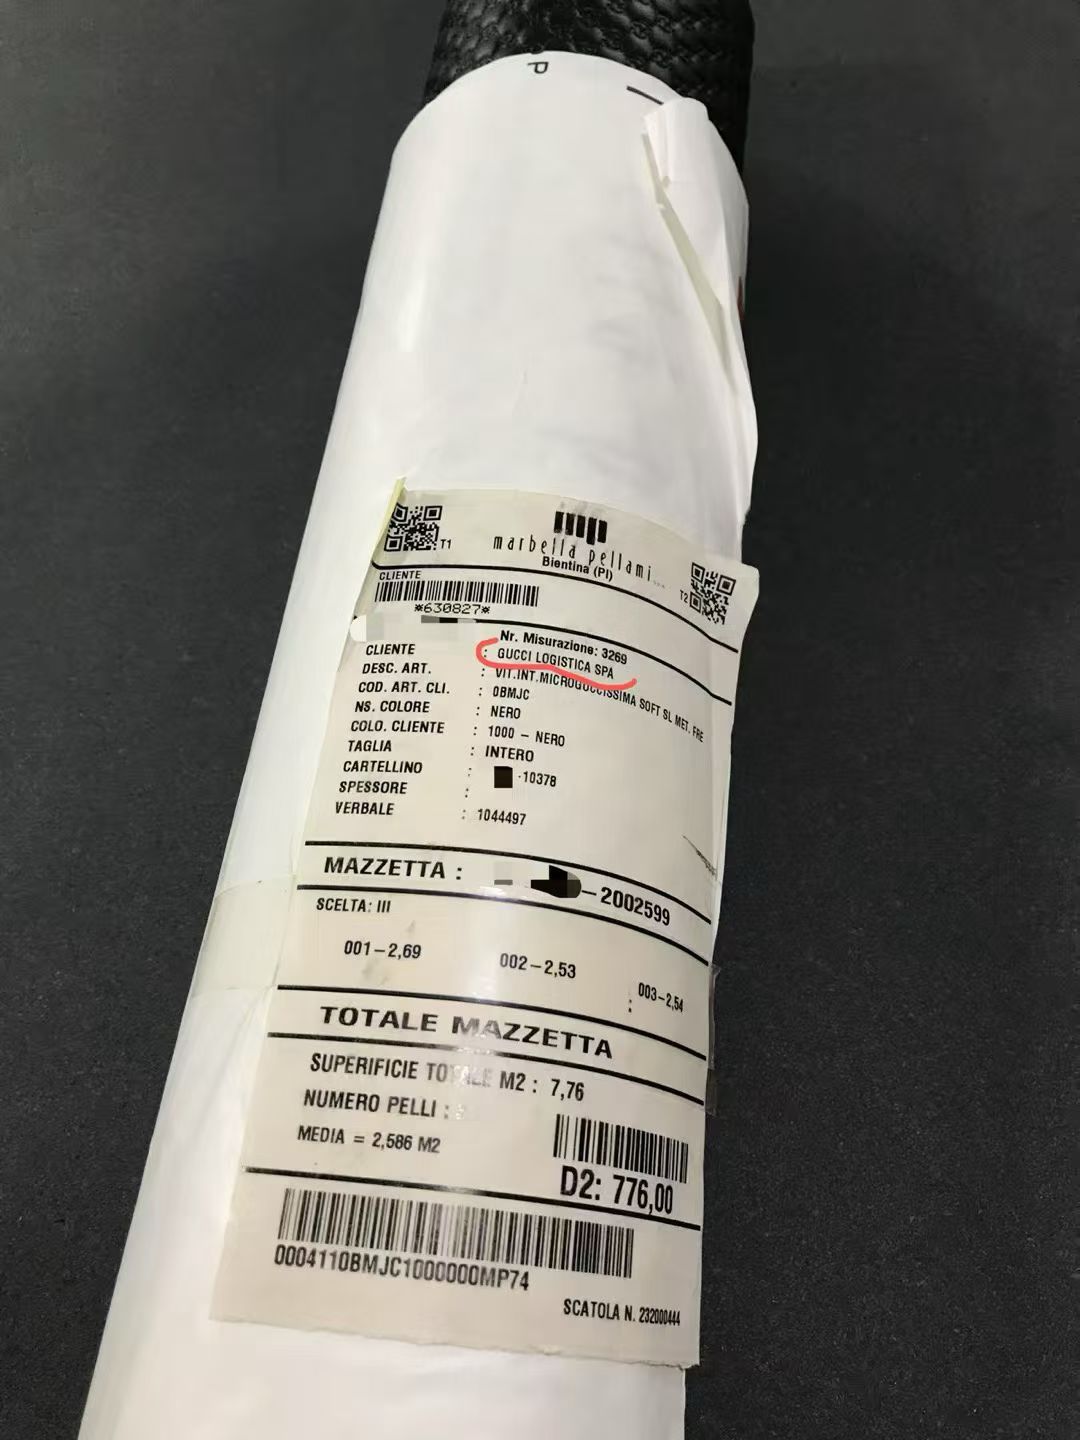 P
T1
mp
marbella pellami
Bientina (PI)
T2
CLIENTE
*630827*
Nr. Misurazione: 3269
CLIENTE : GUCCI LOGISTICA SPA
DESC. ART. : VIT.INT.MICROGUCCISSIMA SOFT SL MET. FRE
COD. ART. CLI. : 0BMJC
NS. COLORE : NERO
COLO. CLIENTE : 1000 - NERO
TAGLIA : INTERO
CARTELLINO : -10378
SPESSORE :
VERBALE : 1044497
MAZZETTA : -2002599
SCELTA: III
001-2,69 002-2,53 003-2,54
:
TOTALE MAZZETTA
SUPERIFICIE TOTALE M2 : 7,76
NUMERO PELLI :
MEDIA = 2,586 M2
D2: 776,00
0004110BMJC1000000MP74
SCATOLA N. 232000444